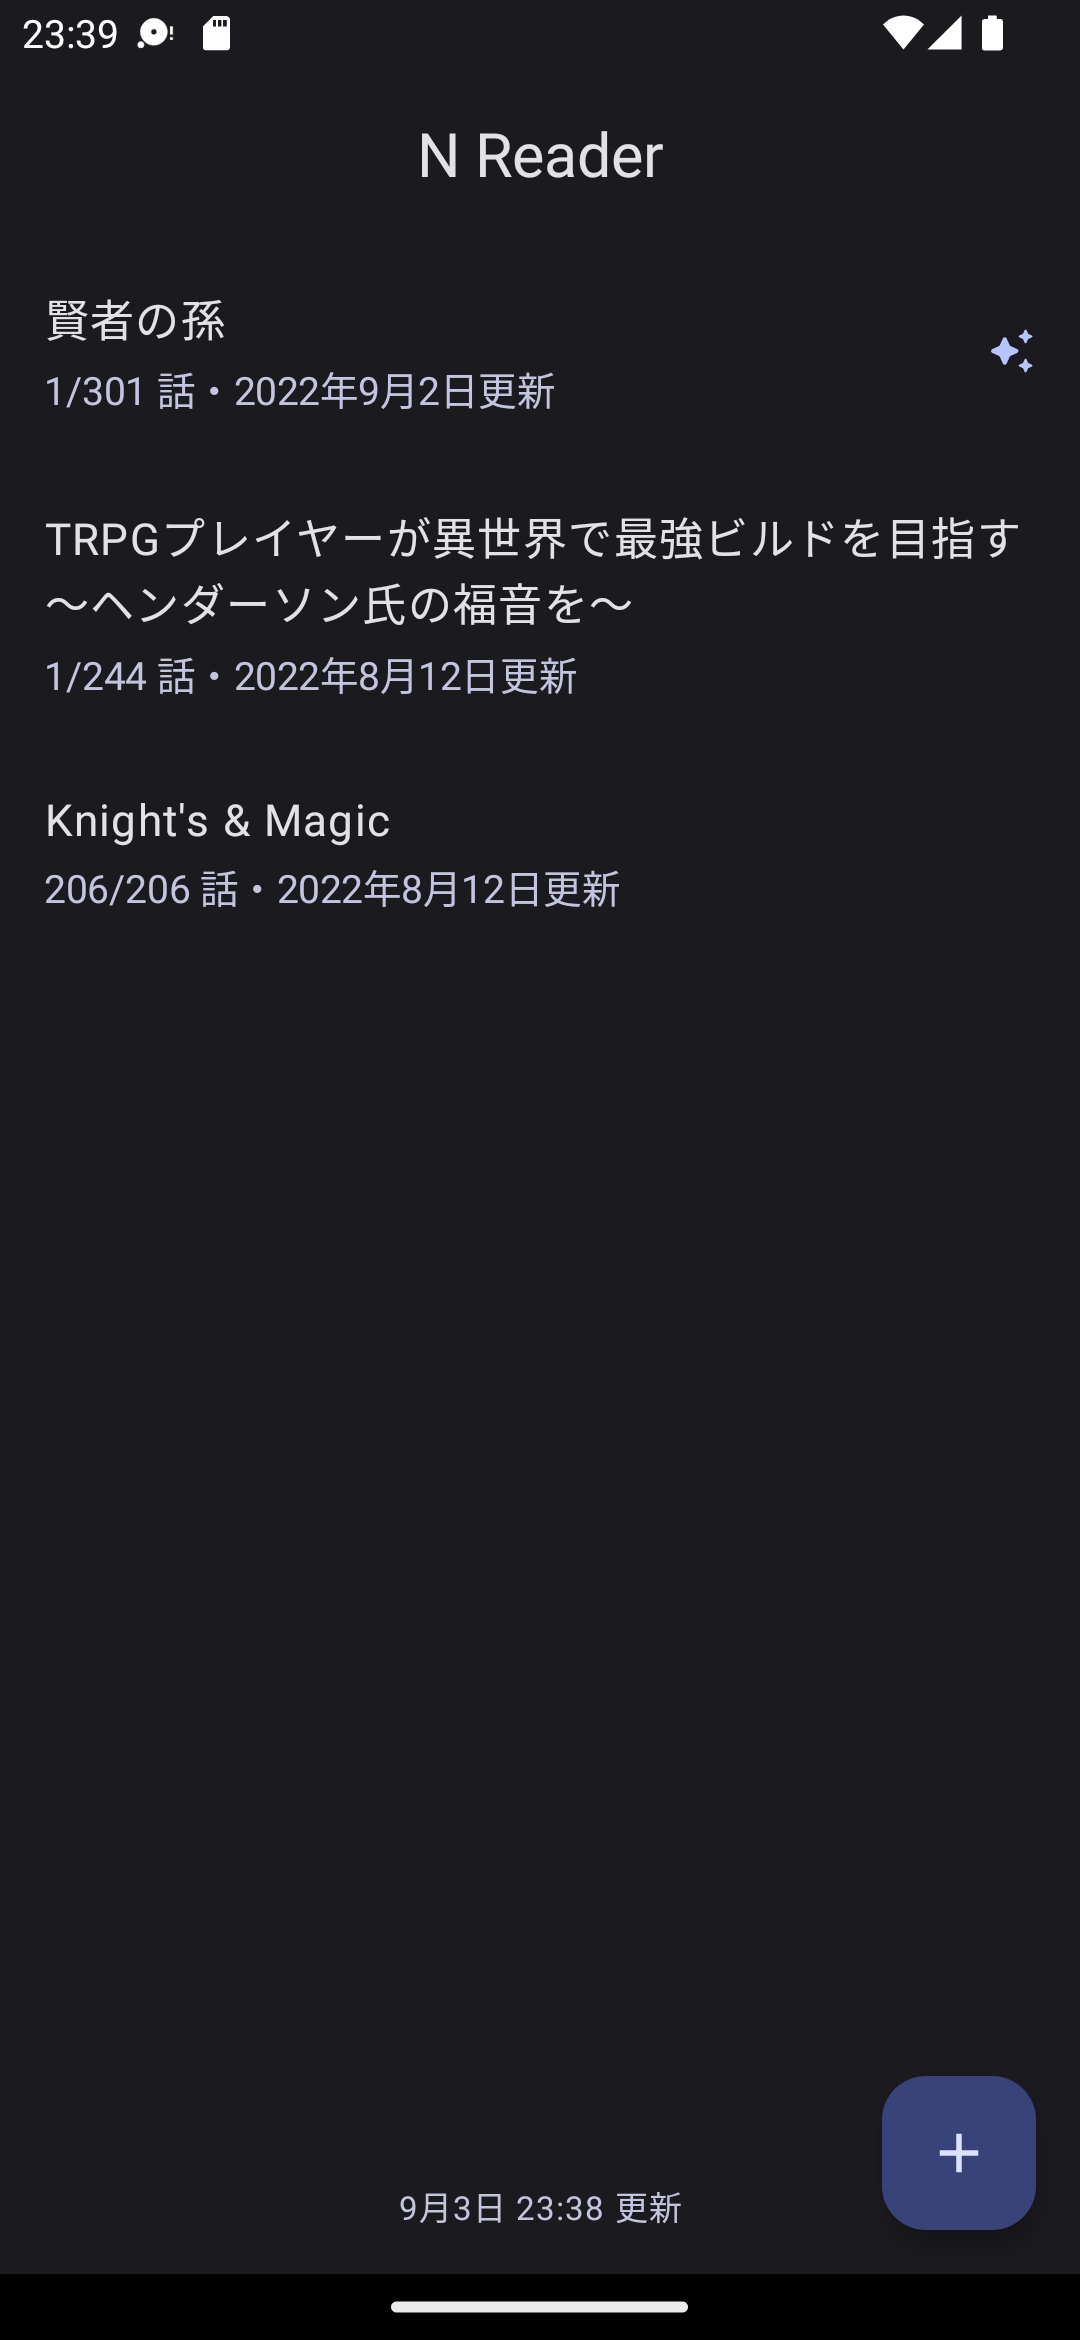 23:39
N Reader
賢者の孫
1/301 話・2022年9月2日更新
TRPGプレイヤーが異世界で最強ビルドを目指す
～ヘンダーソン氏の福音を～
1/244 話・2022年8月12日更新
Knight's & Magic
206/206 話・2022年8月12日更新
9月3日 23:38 更新